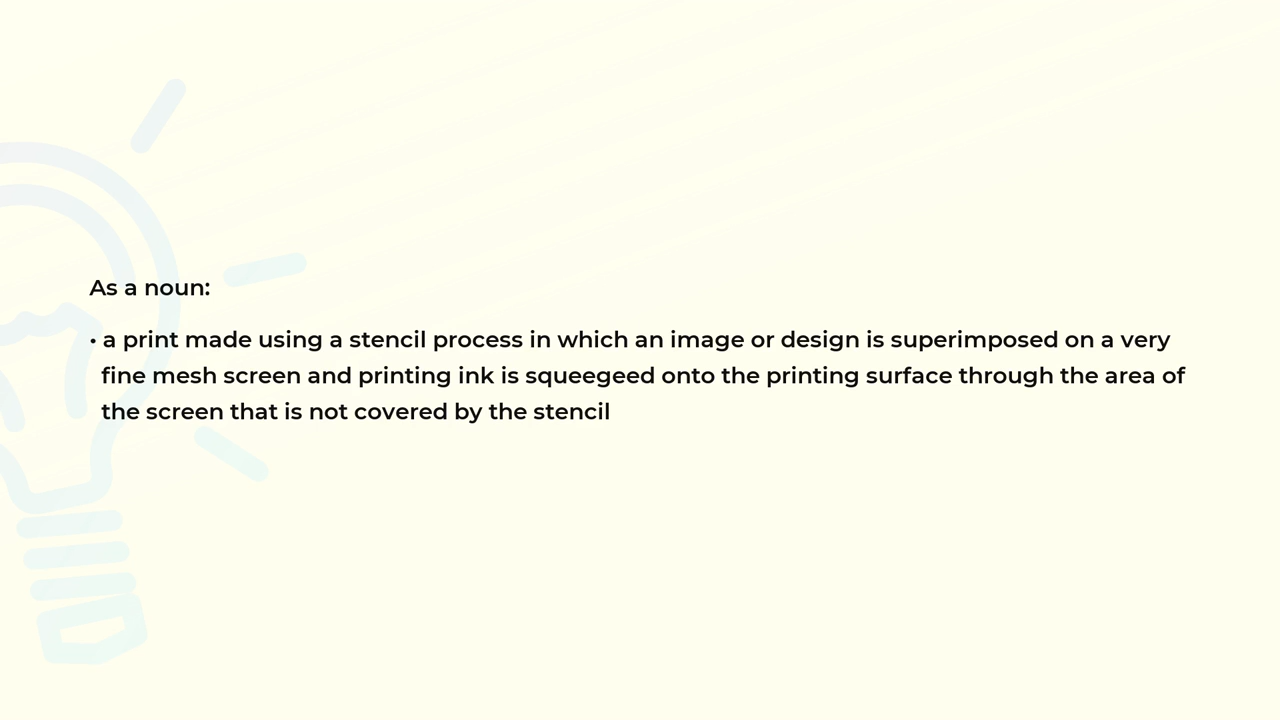 As a noun:
• a print made using a stencil process in which an image or design is superimposed on a very
fine mesh screen and printing ink is squeegeed onto the printing surface through the area of
the screen that is not covered by the stencil